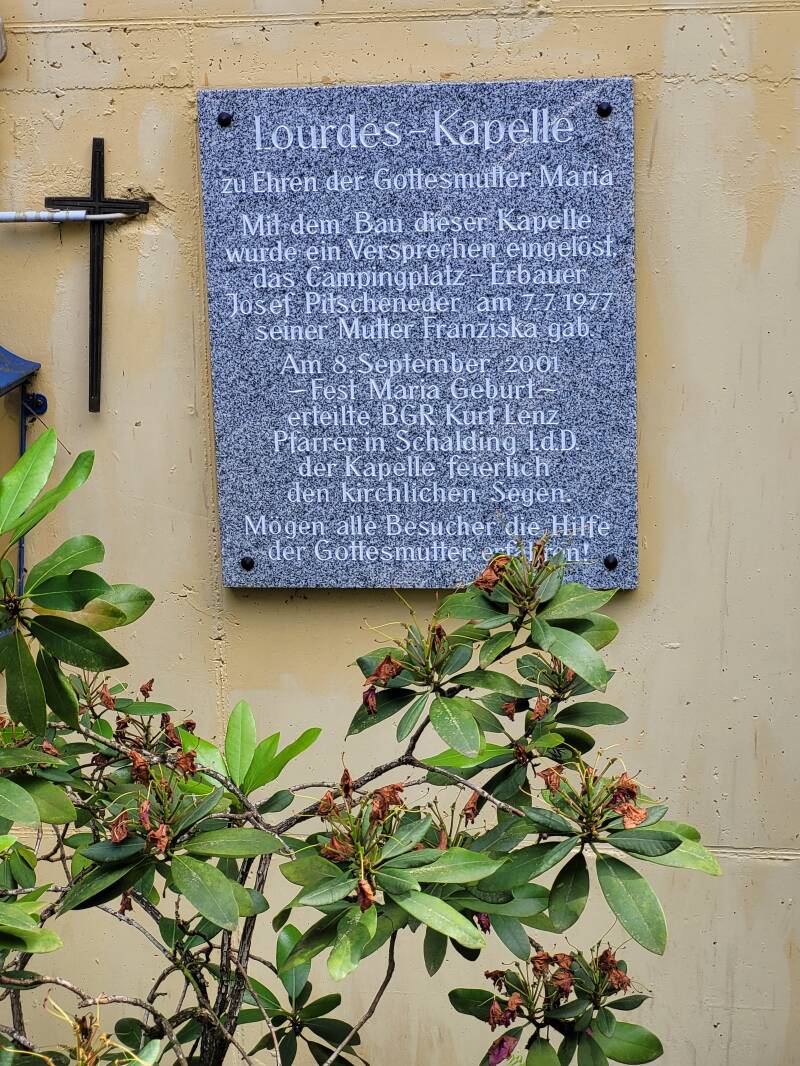 Lourdes-Kapelle
zu Ehren der Gottesmutter Maria
Mit dem Bau dieser Kapelle
wurde ein Versprechen eingelöst,
das Campingplatz-Erbauer
Josef Pitscheneder am 7.7.1977
seiner Mutter Franziska gab.
Am 8. September 2001
-Fest Maria Geburt-
erteilte BGR Kurt Lenz
Pfarrer in Schalding l.d.D.
der Kapelle feierlich
den kirchlichen Segen.
Mögen alle Besucher die Hilfe
der Gottesmutter erfahren!